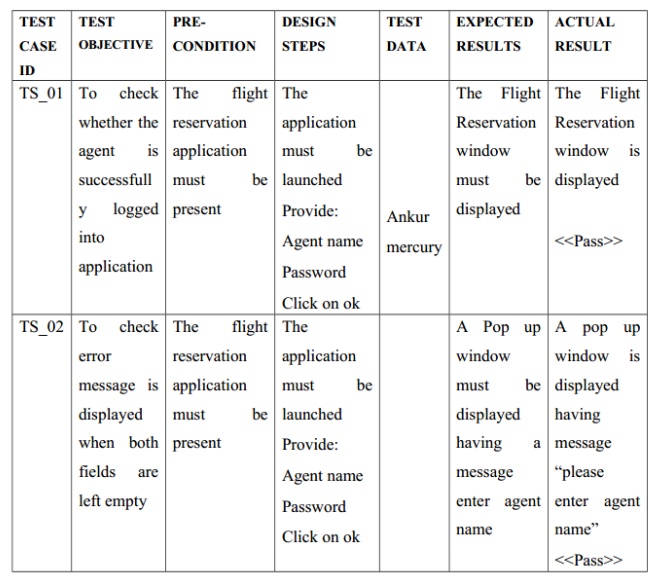 TEST CASE ID | TEST OBJECTIVE | PRE-CONDITION | DESIGN STEPS | TEST DATA | EXPECTED RESULTS | ACTUAL RESULT
TS_01
To check
whether the
agent is
successfull
y logged
into
application
The flight
reservation
application
must be
present
The
application
must be
launched
Provide:
Agent name
Password
Click on ok
Ankur
mercury
The Flight
Reservation
window
must be
displayed
The Flight
Reservation
window is
displayed
<<Pass>>
TS_02
To check
error
message is
displayed
when both
fields are
left empty
The flight
reservation
application
must be
present
The
application
must be
launched
Provide:
Agent name
Password
Click on ok
A Pop up
window
must be
displayed
having a
message
enter agent
name
A pop up
window is
displayed
having
message
“please
enter agent
name”
<<Pass>>